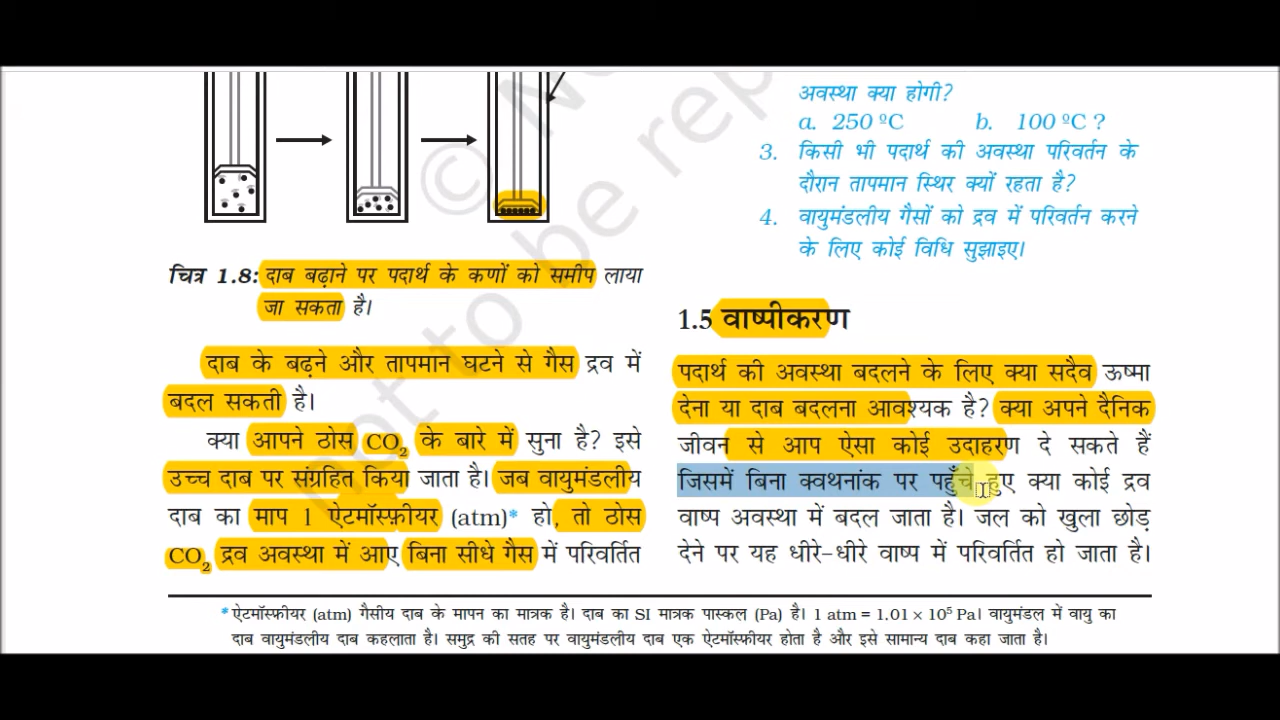 चित्र 1.8: दाब बढ़ाने पर पदार्थ के कणों को समीप लाया
जा सकता है।
दाब के बढ़ने और तापमान घटने से गैस द्रव में
बदल सकती है।
क्या आपने ठोस CO₂ के बारे में सुना है? इसे
उच्च दाब पर संग्रहित किया जाता है। जब वायुमंडलीय
दाब का माप 1 ऐटमॉस्फ़ीयर (atm)* हो, तो ठोस
CO₂ द्रव अवस्था में आए बिना सीधे गैस में परिवर्तित
अवस्था क्या होगी?
a. 250 ºC b. 100 ºC ?
3. किसी भी पदार्थ की अवस्था परिवर्तन के
दौरान तापमान स्थिर क्यों रहता है?
4. वायुमंडलीय गैसों को द्रव में परिवर्तन करने
के लिए कोई विधि सुझाइए।
1.5 वाष्पीकरण
पदार्थ की अवस्था बदलने के लिए क्या सदैव ऊष्मा
देना या दाब बदलना आवश्यक है? क्या अपने दैनिक
जीवन से आप ऐसा कोई उदाहरण दे सकते हैं
जिसमें बिना क्वथनांक पर पहुँचे हुए क्या कोई द्रव
वाष्प अवस्था में बदल जाता है। जल को खुला छोड़
देने पर यह धीरे-धीरे वाष्प में परिवर्तित हो जाता है।
* ऐटमॉस्फ़ीयर (atm) गैसीय दाब के मापन का मात्रक है। दाब का SI मात्रक पास्कल (Pa) है। 1 atm = 1.01 × 10⁵ Pa। वायुमंडल में वायु का
दाब वायुमंडलीय दाब कहलाता है। समुद्र की सतह पर वायुमंडलीय दाब एक ऐटमॉस्फ़ीयर होता है और इसे सामान्य दाब कहा जाता है।
not to be rep